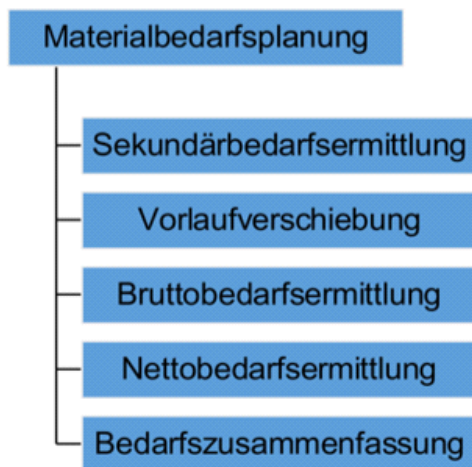 Materialbedarfsplanung
Sekundärbedarfsermittlung
Vorlaufverschiebung
Bruttobedarfsermittlung
Nettobedarfsermittlung
Bedarfszusammenfassung